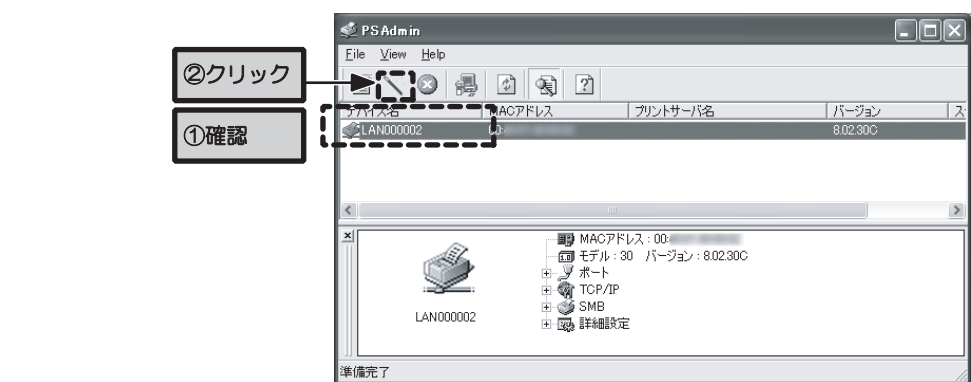 PSAdmin
File View Help
②クリック
デバイス名 MACアドレス プリントサーバ名 バージョン ス
①確認
LAN000002 00: 8.02.30C
MACアドレス : 00:
モデル : 30 バージョン : 8.02.30C
ポート
TCP/IP
SMB
詳細設定
LAN000002
準備完了